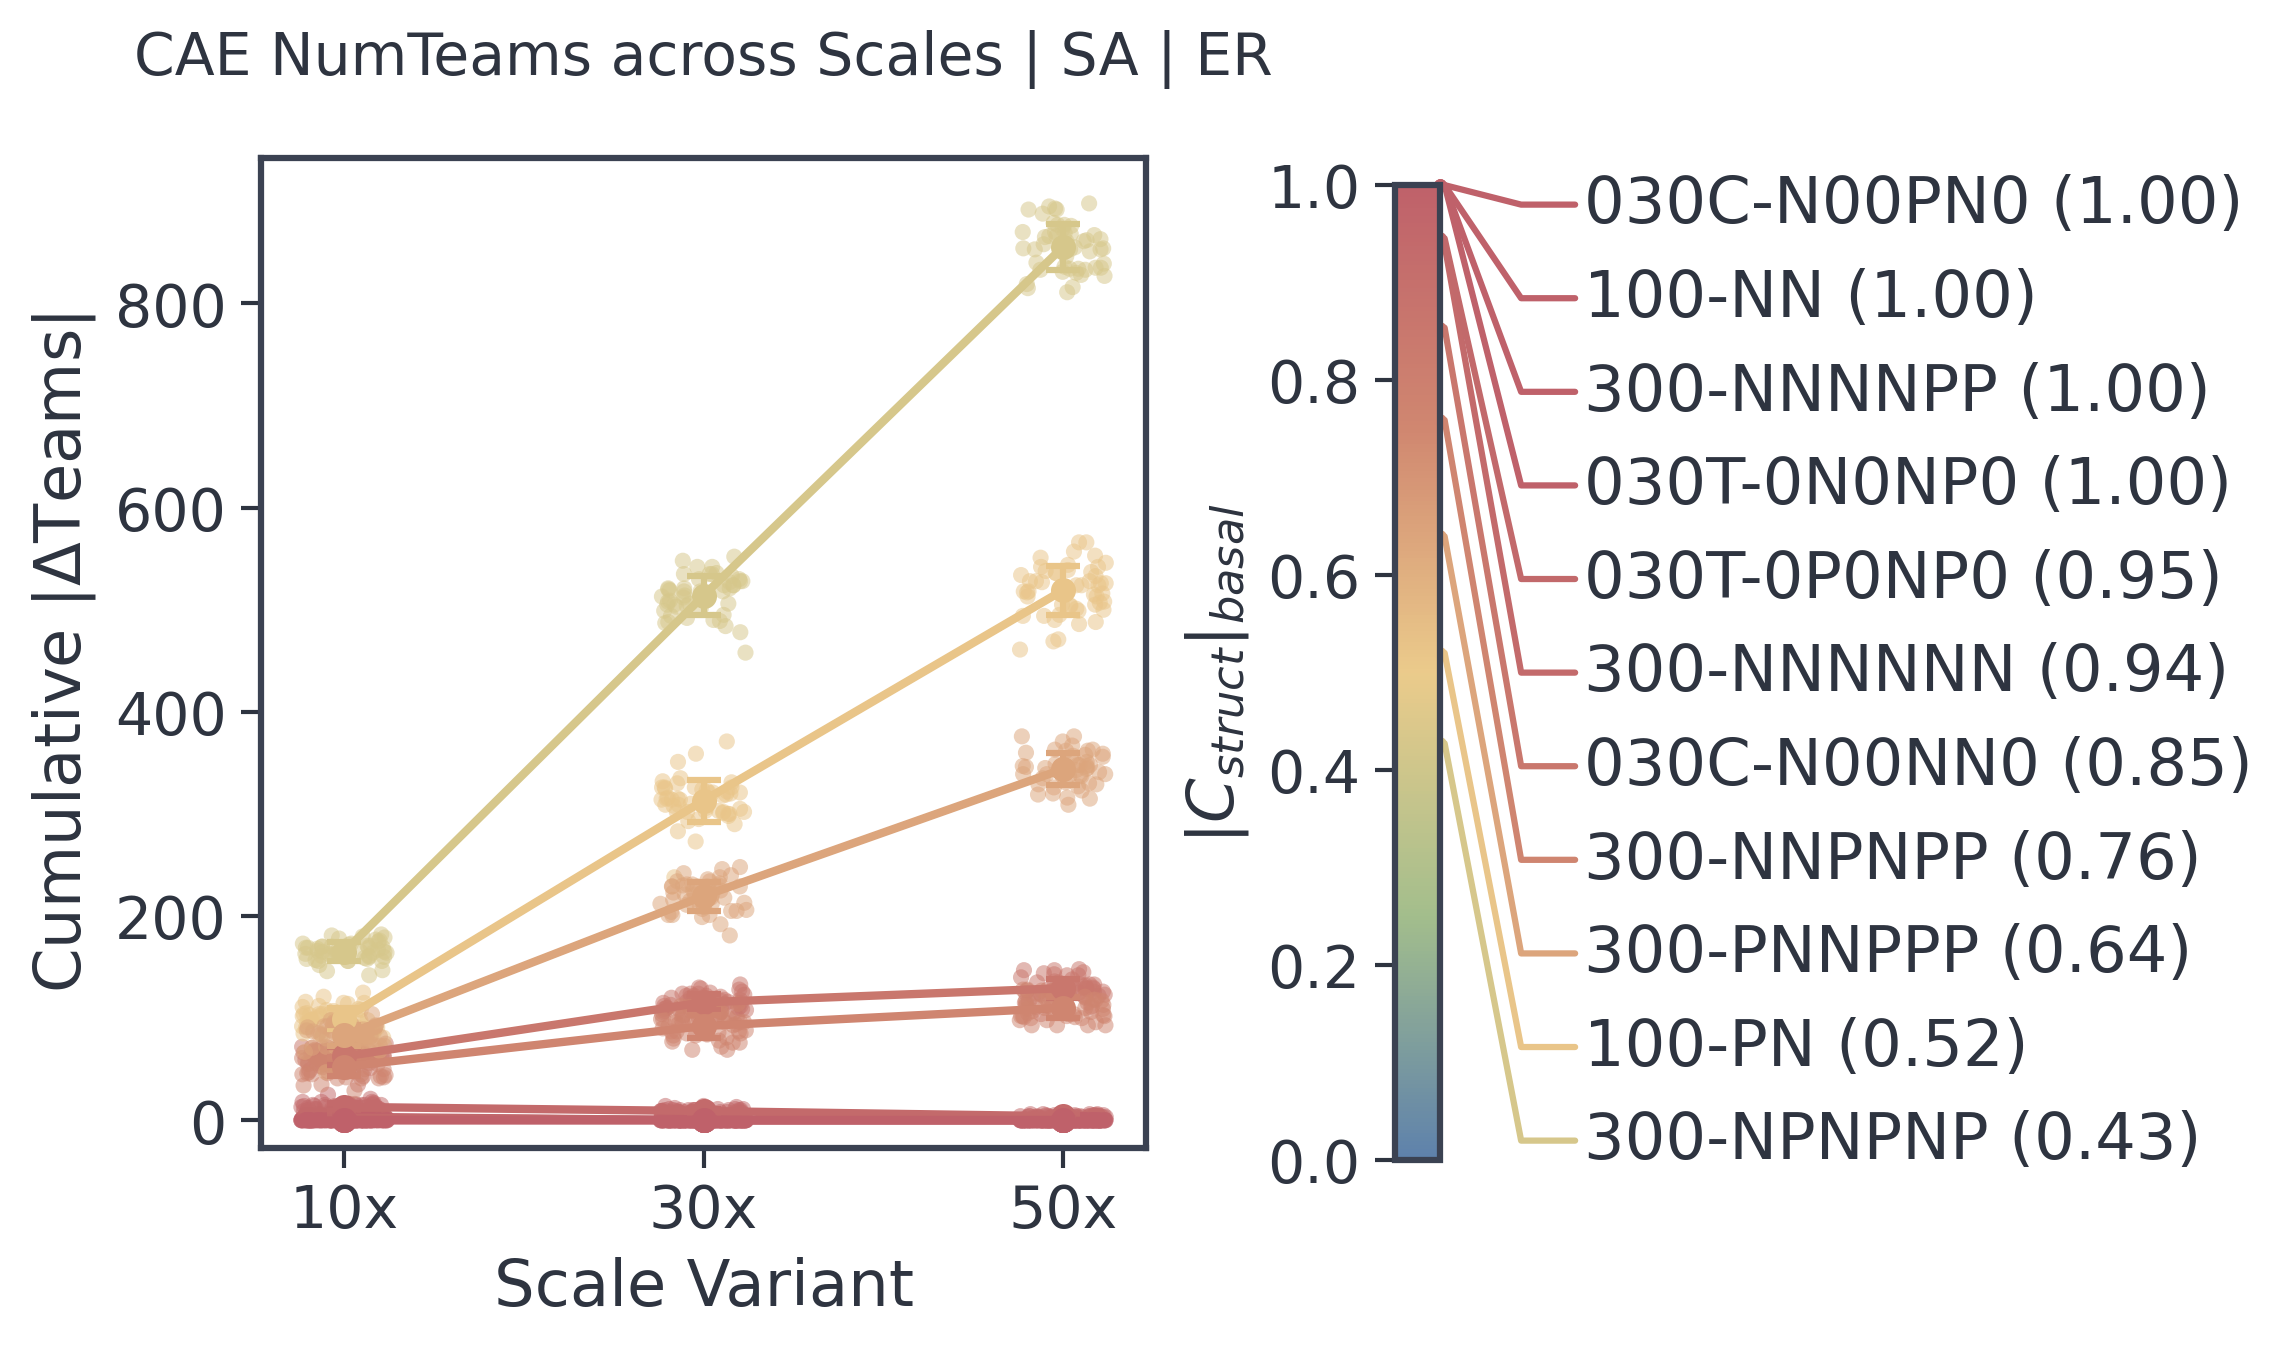 CAE NumTeams across Scales | SA | ER
Cumulative |ΔTeams|
800
600
400
200
0
10x 30x 50x
Scale Variant
|C_struct|_basal
1.0
0.8
0.6
0.4
0.2
0.0
030C-N00PN0 (1.00)
100-NN (1.00)
300-NNNNPP (1.00)
030T-0N0NP0 (1.00)
030T-0P0NP0 (0.95)
300-NNNNNN (0.94)
030C-N00NN0 (0.85)
300-NNPNPP (0.76)
300-PNNPPP (0.64)
100-PN (0.52)
300-NPNPNP (0.43)